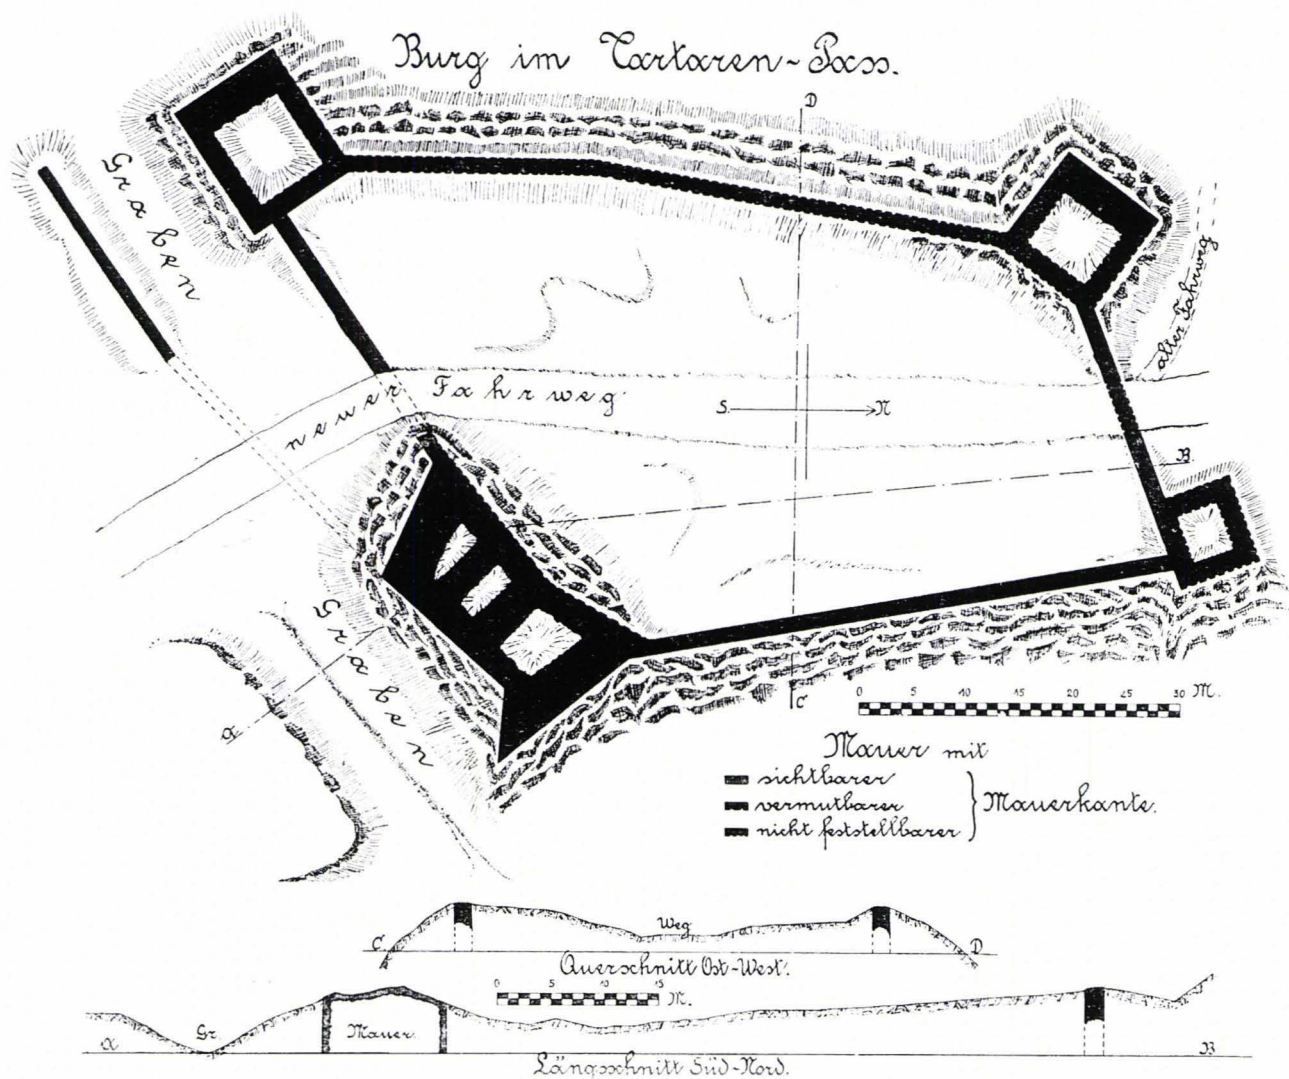 Burg im Tartaren-Pass.
D
Graben
alter Fahrweg
neuer Fahrweg
S. N
B.
Graben
A
C
0 5 10 15 20 25 30 M.
Mauer mit
sichtbarer
vermutbarer
nicht feststellbarer
Mauerkante.
Weg
C D
Querschnitt Ost-West.
0 5 10 15 M.
A Gr Mauer B
Längsschnitt Süd-Nord.